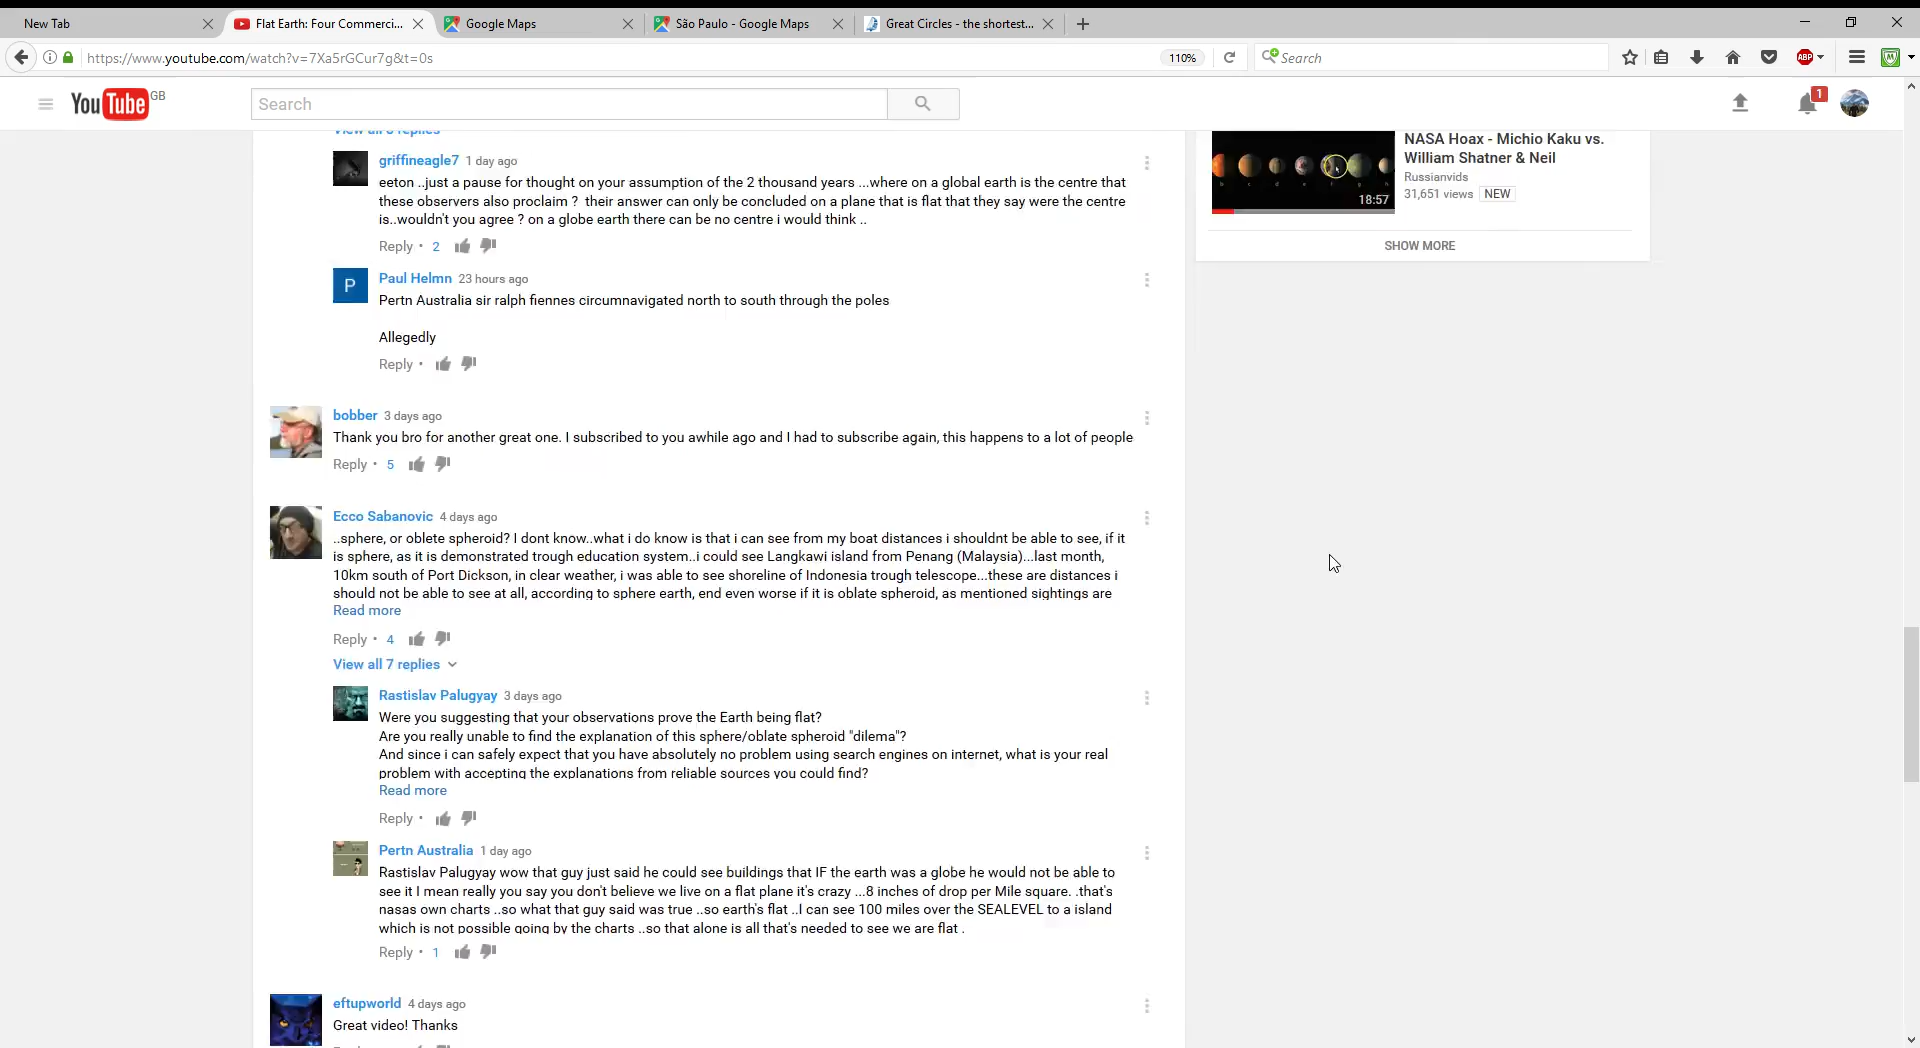 New Tab
Flat Earth: Four Commerci...
Google Maps
São Paulo - Google Maps
Great Circles - the shortest...
https://www.youtube.com/watch?v=7Xa5rGCur7g&t=0s
110%
Search
ABP
YouTube GB
Search
1
View all 8 replies
griffineagle7 1 day ago
eeton ..just a pause for thought on your assumption of the 2 thousand years ...where on a global earth is the centre that
these observers also proclaim ? their answer can only be concluded on a plane that is flat that they say were the centre
is..wouldn't you agree ? on a globe earth there can be no centre i would think ..
Reply • 2
P
Paul Helmn 23 hours ago
Pertn Australia sir ralph fiennes circumnavigated north to south through the poles
Allegedly
Reply •
bobber 3 days ago
Thank you bro for another great one. I subscribed to you awhile ago and I had to subscribe again, this happens to a lot of people
Reply • 5
Ecco Sabanovic 4 days ago
..sphere, or oblete spheroid? I dont know..what i do know is that i can see from my boat distances i shouldnt be able to see, if it
is sphere, as it is demonstrated trough education system..i could see Langkawi island from Penang (Malaysia)...last month,
10km south of Port Dickson, in clear weather, i was able to see shoreline of Indonesia trough telescope...these are distances i
should not be able to see at all, according to sphere earth, end even worse if it is oblate spheroid, as mentioned sightings are
Read more
Reply • 4
View all 7 replies
Rastislav Palugyay 3 days ago
Were you suggesting that your observations prove the Earth being flat?
Are you really unable to find the explanation of this sphere/oblate spheroid "dilema"?
And since i can safely expect that you have absolutely no problem using search engines on internet, what is your real
problem with accepting the explanations from reliable sources you could find?
Read more
Reply •
Pertn Australia 1 day ago
Rastislav Palugyay wow that guy just said he could see buildings that IF the earth was a globe he would not be able to
see it I mean really you say you don't believe we live on a flat plane it's crazy ...8 inches of drop per Mile square. .that's
nasas own charts ..so what that guy said was true ..so earth's flat ..I can see 100 miles over the SEALEVEL to a island
which is not possible going by the charts ..so that alone is all that's needed to see we are flat .
Reply • 1
eftupworld 4 days ago
Great video! Thanks
NASA Hoax - Michio Kaku vs.
William Shatner & Neil
Russianvids
31,651 views NEW
18:57
SHOW MORE